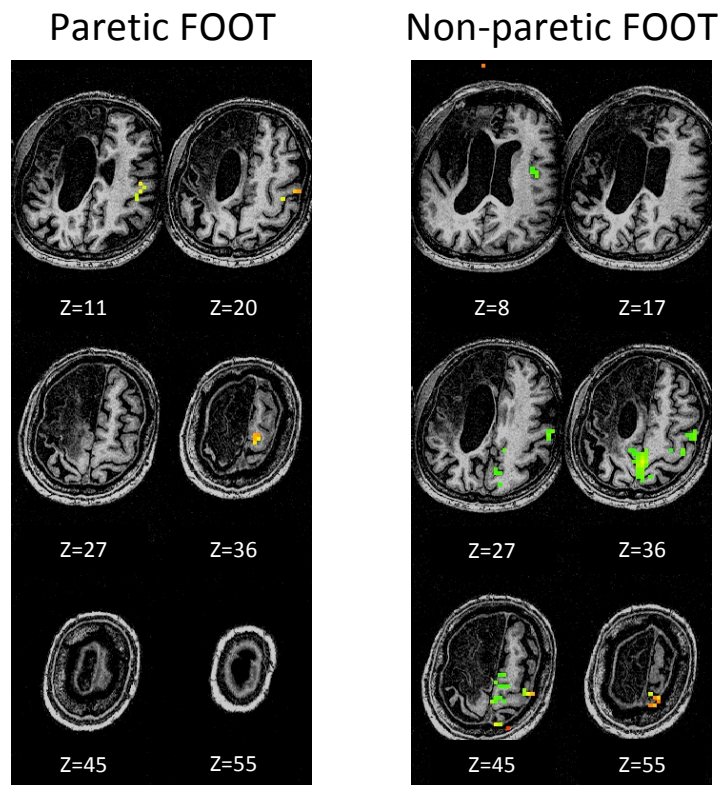 Paretic FOOT
Non-paretic FOOT
Z=11
Z=20
Z=8
Z=17
Z=27
Z=36
Z=27
Z=36
Z=45
Z=55
Z=45
Z=55